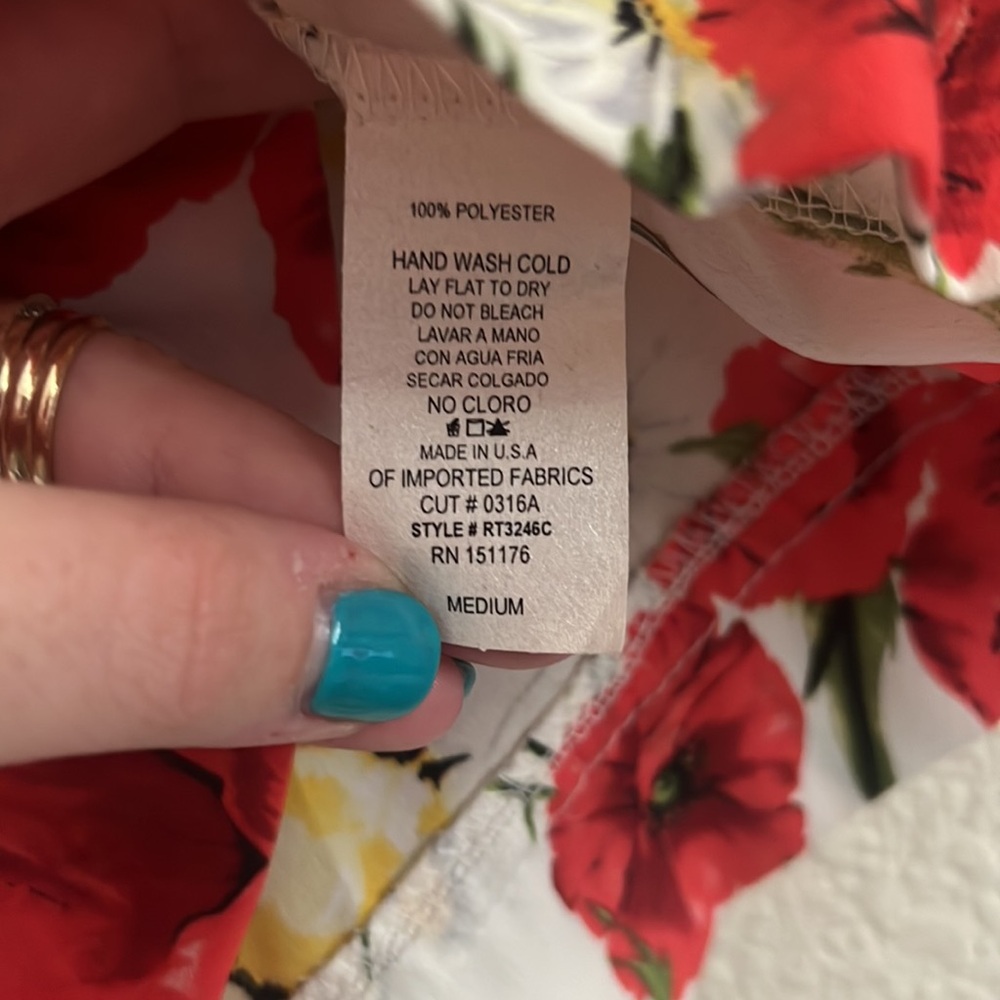 100% POLYESTER
HAND WASH COLD
LAY FLAT TO DRY
DO NOT BLEACH
LAVAR A MANO
CON AGUA FRIA
SECAR COLGADO
NO CLORO
MADE IN U.S.A
OF IMPORTED FABRICS
CUT # 0316A
STYLE # RT3246C
RN 151176
MEDIUM